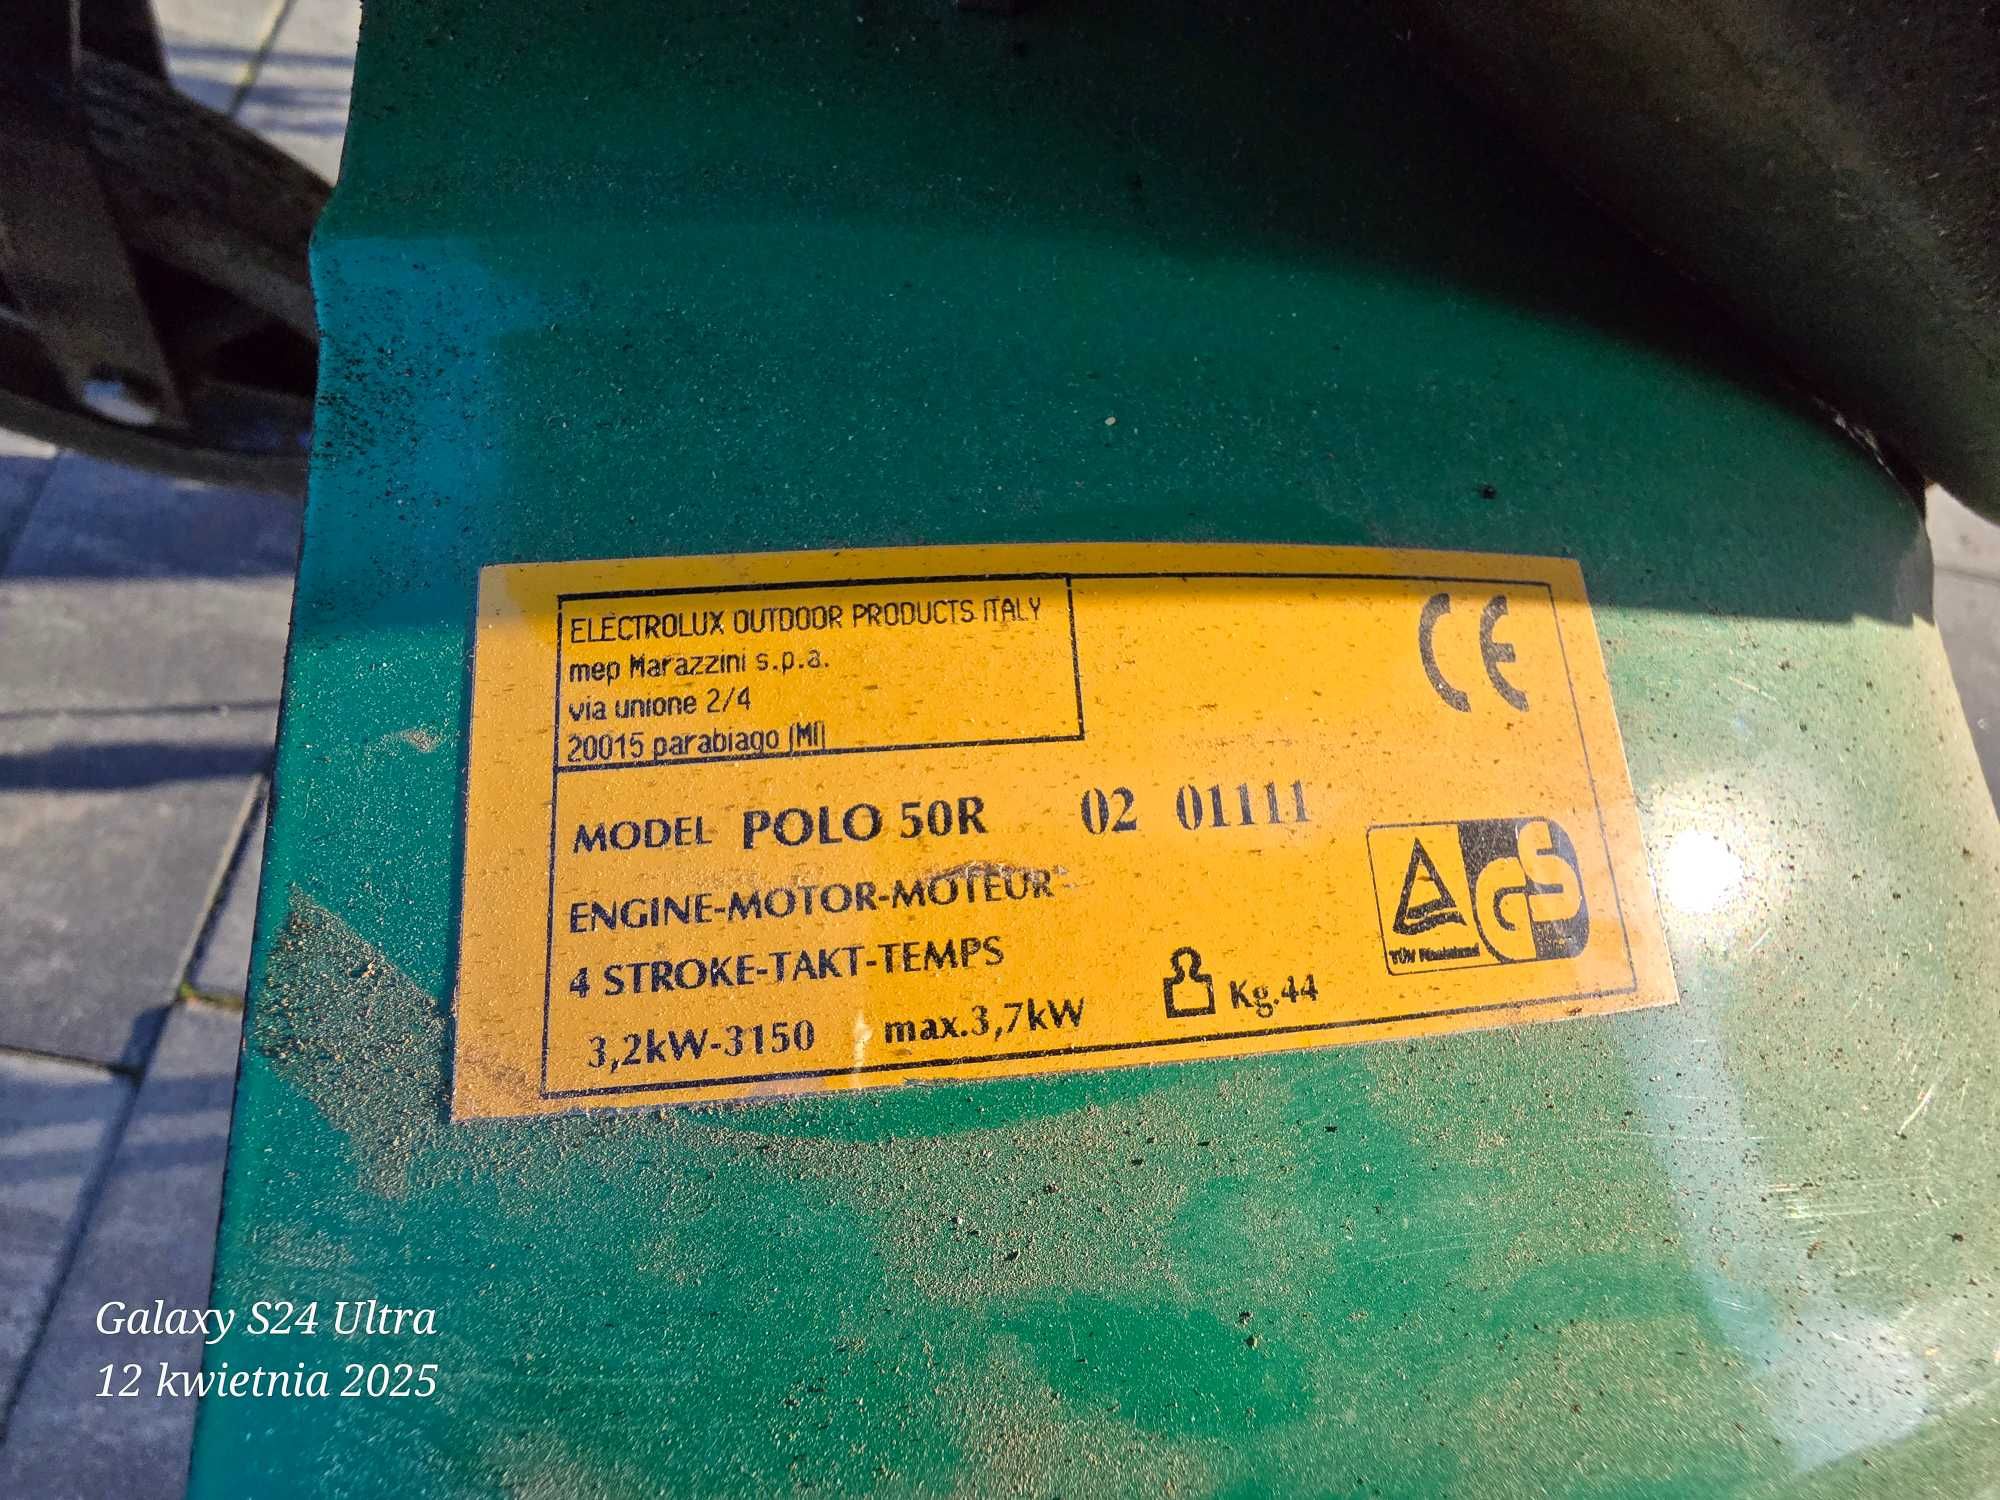 ELECTROLUX OUTDOOR PRODUCTS ITALY
mep Marazzini s.p.a.
via unione 2/4
20015 parabiago (MI)
CE
MODEL POLO 50R 02 01111
ENGINE-MOTOR-MOTEUR
4 STROKE-TAKT-TEMPS
3,2kW-3150 max.3,7kW Kg.44
TÜV Rheinland
GS
Galaxy S24 Ultra
12 kwietnia 2025